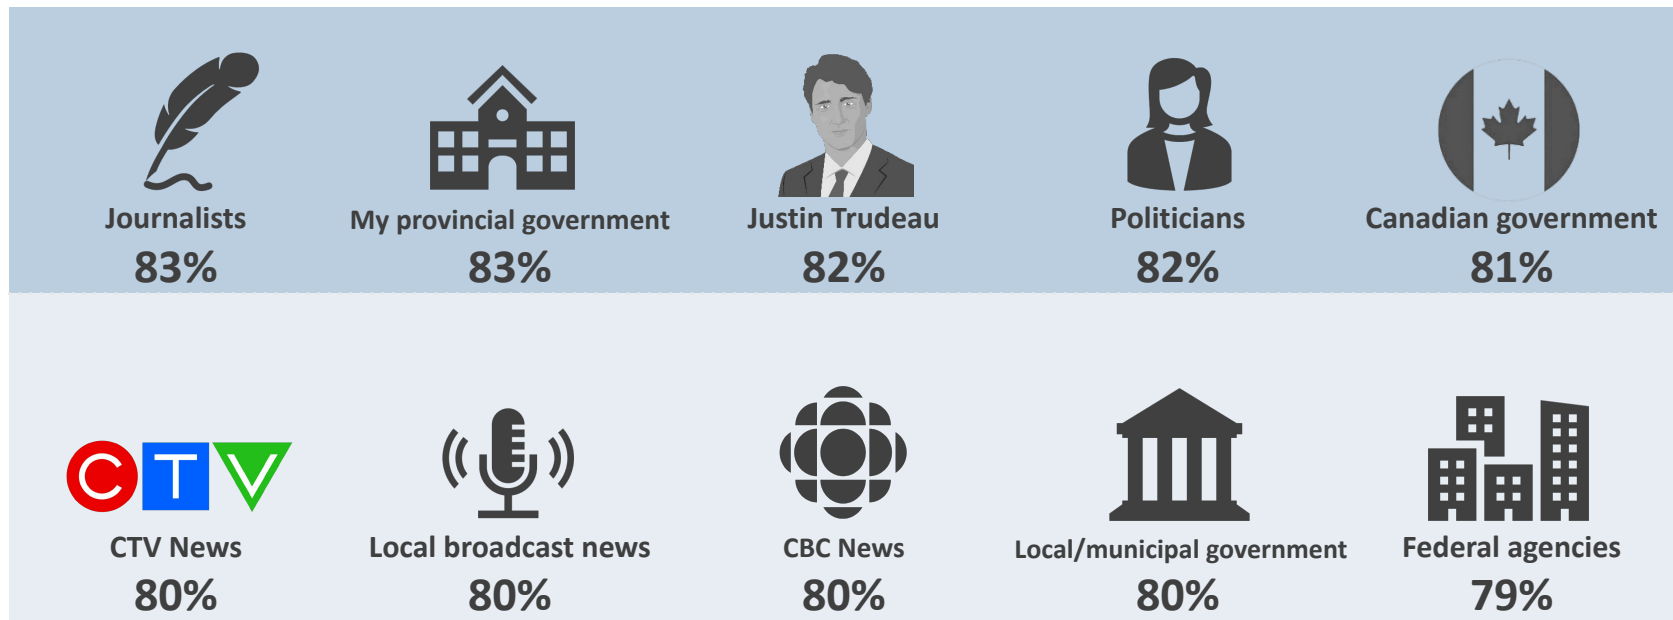 Journalists
My provincial government
Justin Trudeau
Politicians
Canadian government
83%
83%
82%
82%
81%
CTV
CTV News
Local broadcast news
CBC News
Local/municipal government
Federal agencies
80%
80%
80%
80%
79%